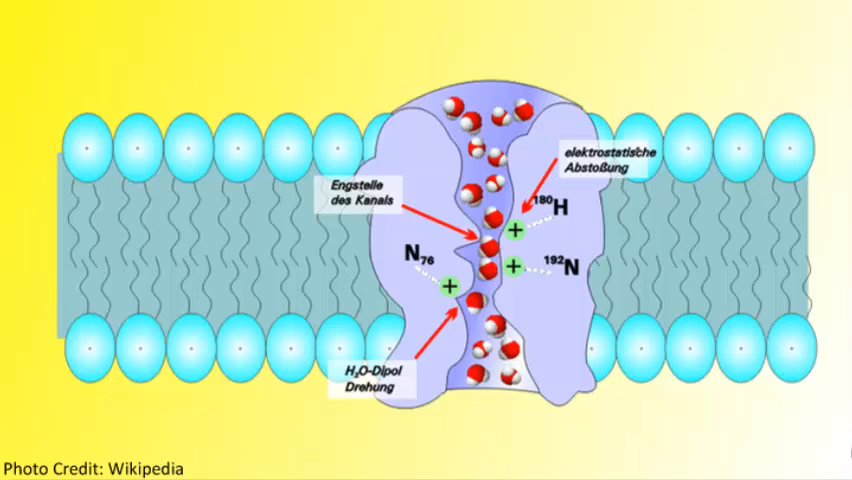 elektrostatische
Abstoßung
Engstelle
des Kanals
180H
+
N76
192N
+
+
H2O-Dipol
Drehung
Photo Credit: Wikipedia